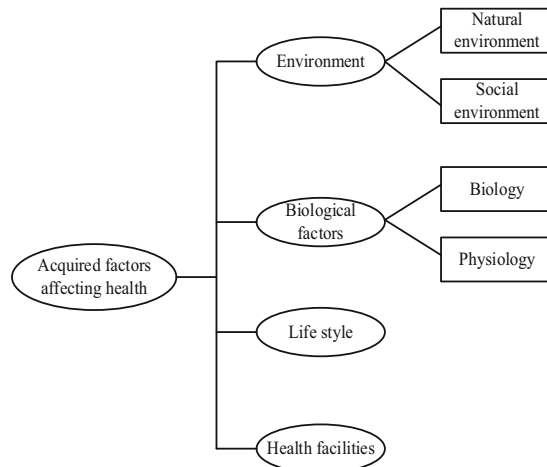 Natural
environment
Environment
Social
environment
Biology
Biological
factors
Physiology
Acquired factors
affecting health
Life style
Health facilities